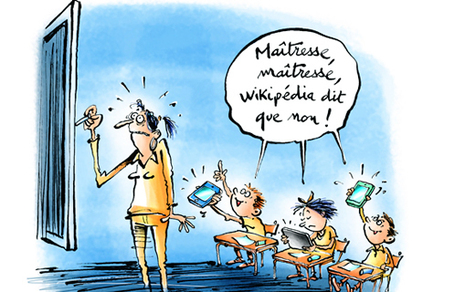 Maîtresse,
maîtresse,
Wikipédia dit
que non !